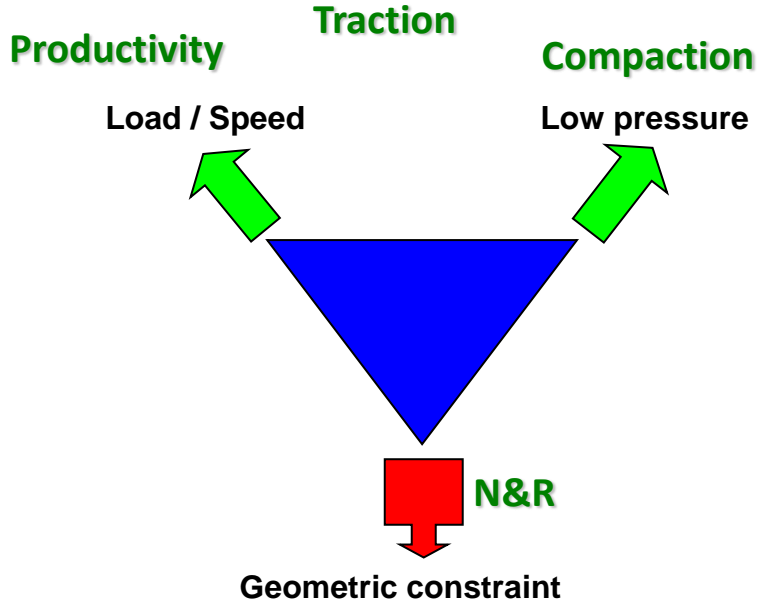 Traction
Productivity
Compaction
Load / Speed
Low pressure
N&R
Geometric constraint